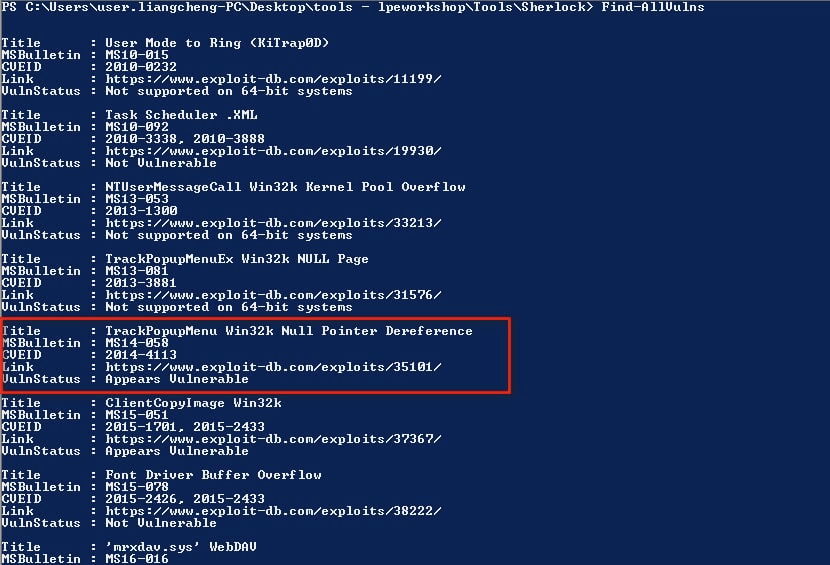 PS C:\Users\user.liangcheng-PC\Desktop\tools - lpeworkshop\Tools\Sherlock> Find-AllVulns
Title      : User Mode to Ring (KiTrap0D)
MSBulletin : MS10-015
CVEID      : 2010-0232
Link       : https://www.exploit-db.com/exploits/11199/
VulnStatus : Not supported on 64-bit systems
Title      : Task Scheduler .XML
MSBulletin : MS10-092
CVEID      : 2010-3338, 2010-3888
Link       : https://www.exploit-db.com/exploits/19930/
VulnStatus : Not Vulnerable
Title      : NTUserMessageCall Win32k Kernel Pool Overflow
MSBulletin : MS13-053
CVEID      : 2013-1300
Link       : https://www.exploit-db.com/exploits/33213/
VulnStatus : Not supported on 64-bit systems
Title      : TrackPopupMenuEx Win32k NULL Page
MSBulletin : MS13-081
CVEID      : 2013-3881
Link       : https://www.exploit-db.com/exploits/31576/
VulnStatus : Not supported on 64-bit systems
Title      : TrackPopupMenu Win32k Null Pointer Dereference
MSBulletin : MS14-058
CVEID      : 2014-4113
Link       : https://www.exploit-db.com/exploits/35101/
VulnStatus : Appears Vulnerable
Title      : ClientCopyImage Win32k
MSBulletin : MS15-051
CVEID      : 2015-1701, 2015-2433
Link       : https://www.exploit-db.com/exploits/37367/
VulnStatus : Appears Vulnerable
Title      : Font Driver Buffer Overflow
MSBulletin : MS15-078
CVEID      : 2015-2426, 2015-2433
Link       : https://www.exploit-db.com/exploits/38222/
VulnStatus : Not Vulnerable
Title      : 'mrxdav.sys' WebDAV
MSBulletin : MS16-016